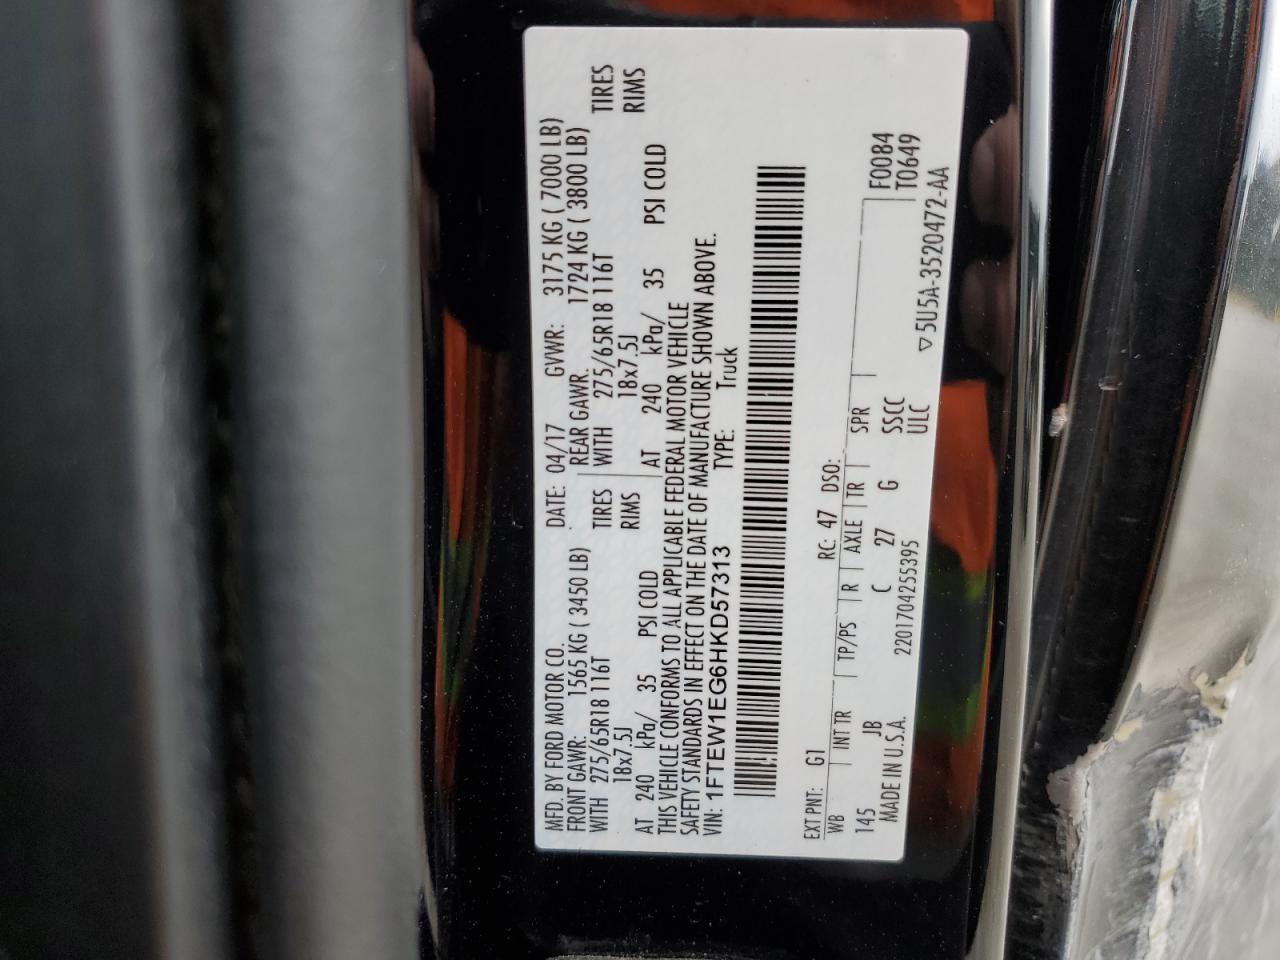 MFD. BY FORD MOTOR CO. DATE: 04/17 GVWR: 3175 KG ( 7000 LB)
FRONT GAWR: 1565 KG ( 3450 LB) REAR GAWR: 1724 KG ( 3800 LB)
WITH 275/65R18 116T TIRES WITH 275/65R18 116T TIRES
18x7.5J RIMS 18x7.5J RIMS
AT 240 kPa/ 35 PSI COLD AT 240 kPa/ 35 PSI COLD
THIS VEHICLE CONFORMS TO ALL APPLICABLE FEDERAL MOTOR VEHICLE
SAFETY STANDARDS IN EFFECT ON THE DATE OF MANUFACTURE SHOWN ABOVE.
VIN: 1FTEW1EG6HKD57313 TYPE: Truck
EXT PNT: G1 RC: 47 DSO:
WB INT TR TP/PS R AXLE TR SPR F0084
145 JB C 27 G SSCC T0649
MADE IN U.S.A. 2201704255395 ULC ▽5U5A-3520472-AA